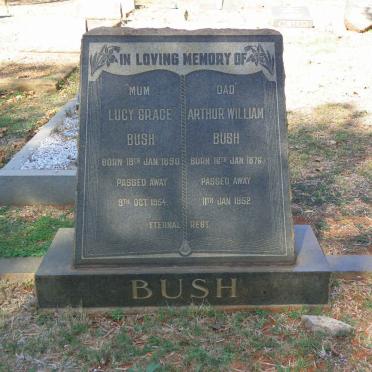 IN LOVING MEMORY OF
MUM
LUCY GRACE
BUSH
BORN 18TH JAN 1890
PASSED AWAY
9TH OCT 1954
DAD
ARTHUR WILLIAM
BUSH
BORN JAN 1876
PASSED AWAY
11TH JAN 1952
ETERNAL REST
BUSH